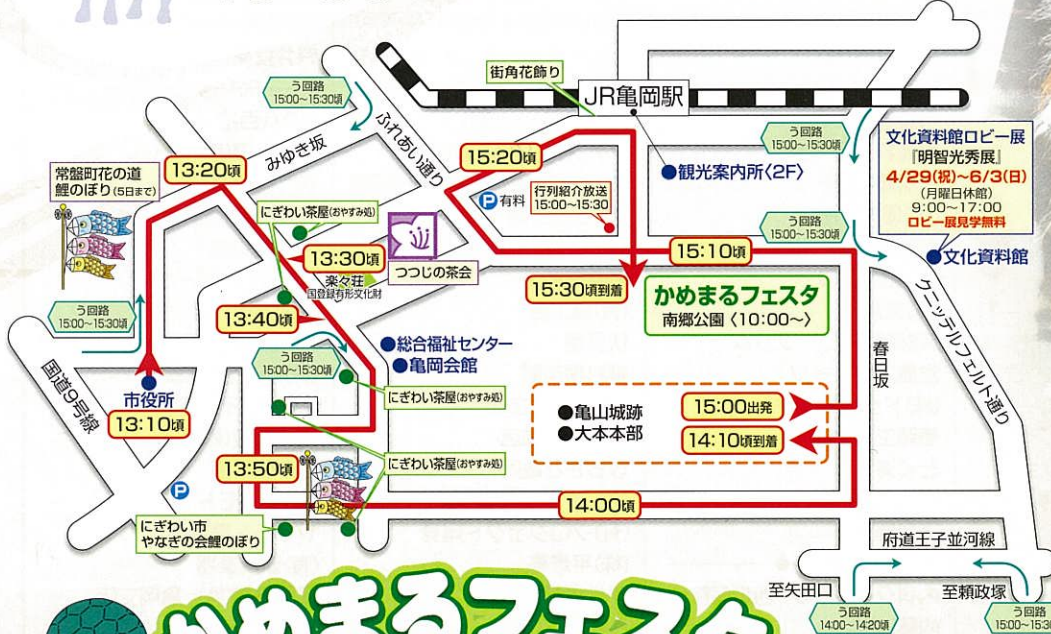 街角花飾り
JR亀岡駅
う回路
15:00~15:30頃
みゆき坂
ふれあい通り
15:20頃
観光案内所〈2F〉
う回路
15:00~15:30頃
文化資料館ロビー展
『明智光秀展』
4/29(祝)~6/3(日)
(月曜日休館)
9:00~17:00
ロビー展見学無料
常盤町花の道
鯉のぼり(5日まで)
13:20頃
P 有料
行列紹介放送
15:00~15:30
にぎわい茶屋(おやすみ処)
う回路
15:00~15:30頃
文化資料館
13:30頃
つつじの茶会
楽々荘
国登録有形文化財
15:10頃
15:30頃到着
かめまるフェスタ
南郷公園〈10:00~〉
クニッテルフェルト通り
う回路
15:00~15:30頃
13:40頃
総合福祉センター
亀岡会館
う回路
15:00~15:30頃
春日坂
国道9号線
市役所
13:10頃
にぎわい茶屋(おやすみ処)
亀山城跡
大本本部
15:00出発
14:10頃到着
13:50頃
にぎわい茶屋(おやすみ処)
P
14:00頃
にぎわい市
やなぎの会鯉のぼり
府道王子並河線
至矢田口
至頼政塚
う回路
14:00~14:20頃
う回路
15:00~15:30
かめまるフェスタ